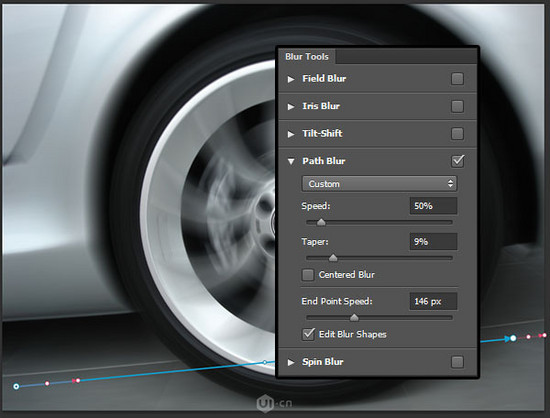 Blur Tools
Field Blur
Iris Blur
Tilt-Shift
Path Blur
Custom
Speed: 50%
Taper: 9%
Centered Blur
End Point Speed: 146 px
Edit Blur Shapes
Spin Blur
UI·cn